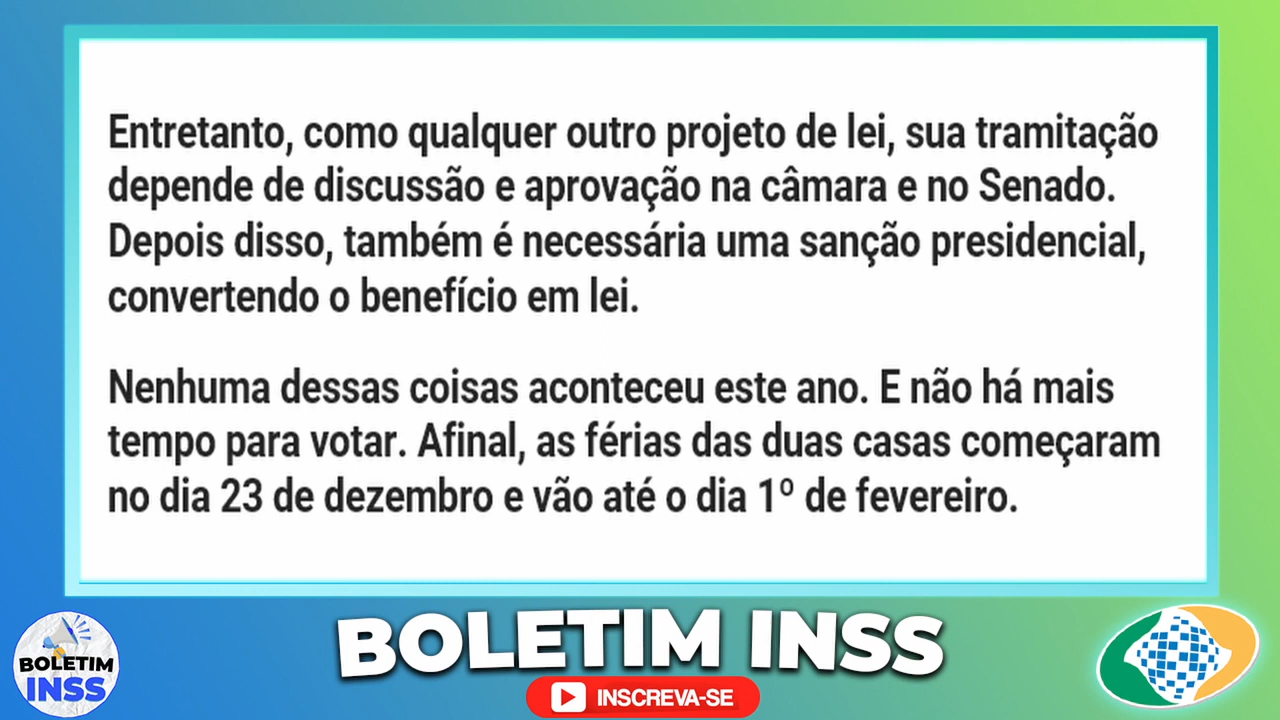 Entretanto, como qualquer outro projeto de lei, sua tramitação
depende de discussão e aprovação na câmara e no Senado.
Depois disso, também é necessária uma sanção presidencial,
convertendo o benefício em lei.
Nenhuma dessas coisas aconteceu este ano. E não há mais
tempo para votar. Afinal, as férias das duas casas começaram
no dia 23 de dezembro e vão até o dia 1º de fevereiro.
BOLETIM
INSS
BOLETIM INSS
INSCREVA-SE